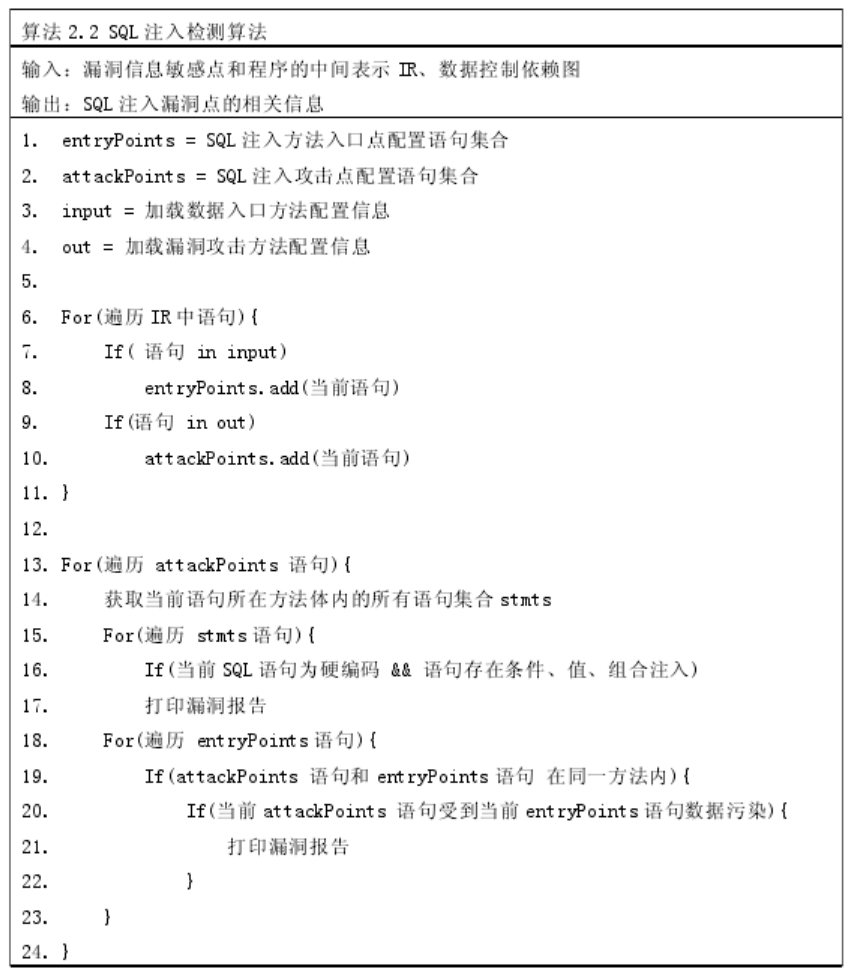 算法 2.2 SQL 注入检测算法
输入：漏洞信息敏感点和程序的中间表示 IR、数据控制依赖图
输出：SQL 注入漏洞点的相关信息
1. entryPoints = SQL 注入方法入口点配置语句集合
2. attackPoints = SQL 注入攻击点配置语句集合
3. input = 加载数据入口方法配置信息
4. out = 加载漏洞攻击方法配置信息
5.
6. For(遍历 IR 中语句){
7. If( 语句 in input)
8. entryPoints.add(当前语句)
9. If(语句 in out)
10. attackPoints.add(当前语句)
11. }
12.
13. For(遍历 attackPoints 语句){
14. 获取当前语句所在方法体内的所有语句集合 stmts
15. For(遍历 stmts 语句){
16. If(当前 SQL 语句为硬编码 && 语句存在条件、值、组合注入)
17. 打印漏洞报告
18. For(遍历 entryPoints 语句){
19. If(attackPoints 语句和 entryPoints 语句 在同一方法内){
20. If(当前 attackPoints 语句受到当前 entryPoints 语句数据污染){
21. 打印漏洞报告
22. }
23. }
24. }